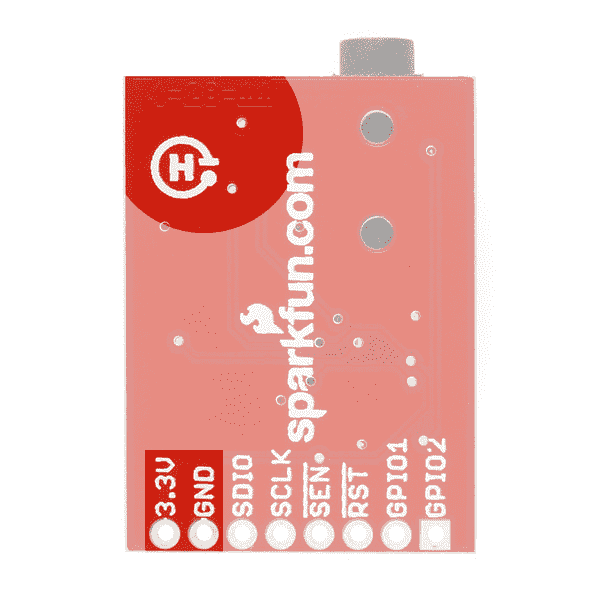 H
sparkfun.com
3.3V
GND
SDIO
SCLK
SEN
RST
GPIO1
GPIO2